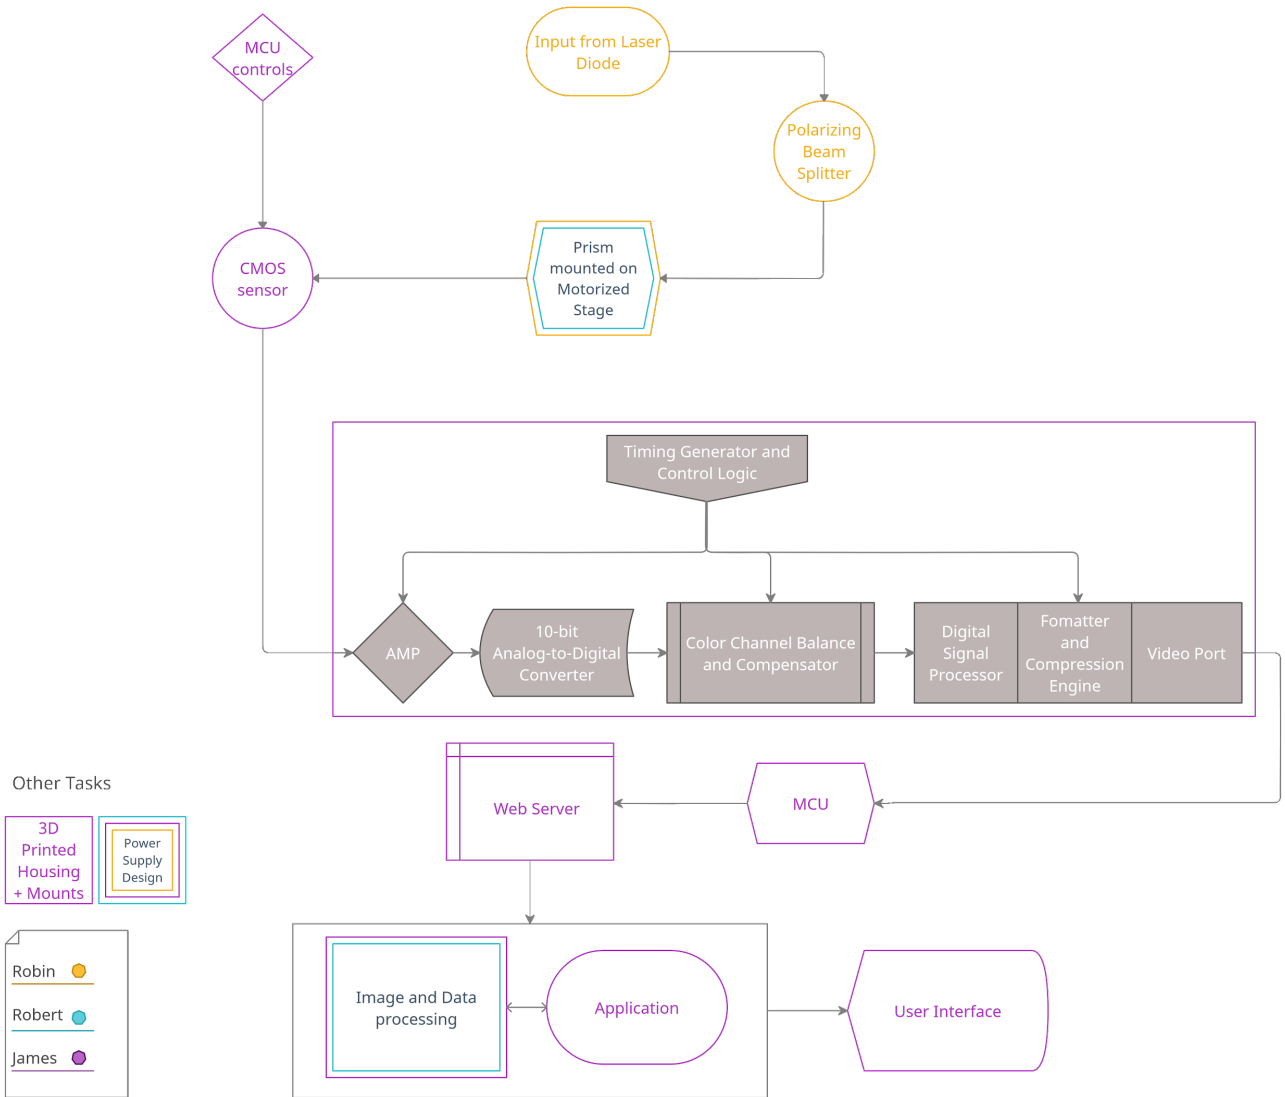 MCU
controls
Input from Laser
Diode
Polarizing
Beam
Splitter
CMOS
sensor
Prism
mounted on
Motorized
Stage
Timing Generator and
Control Logic
AMP
10-bit
Analog-to-Digital
Converter
Color Channel Balance
and Compensator
Digital
Signal
Processor
Fomatter
and
Compression
Engine
Video Port
Web Server
MCU
Other Tasks
3D
Printed
Housing
+ Mounts
Power
Supply
Design
Robin
Robert
James
Image and Data
processing
Application
User Interface